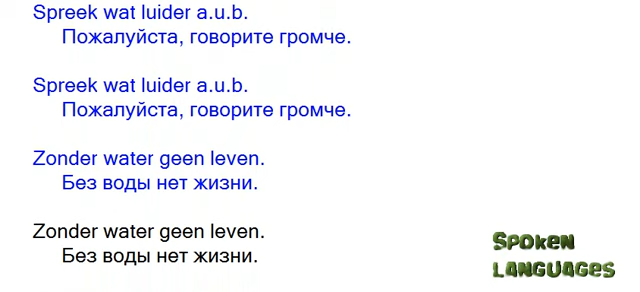 Spreek wat luider a.u.b.
Пожалуйста, говорите громче.
Spreek wat luider a.u.b.
Пожалуйста, говорите громче.
Zonder water geen leven.
Без воды нет жизни.
Zonder water geen leven.
Без воды нет жизни.
Spoken
Languages